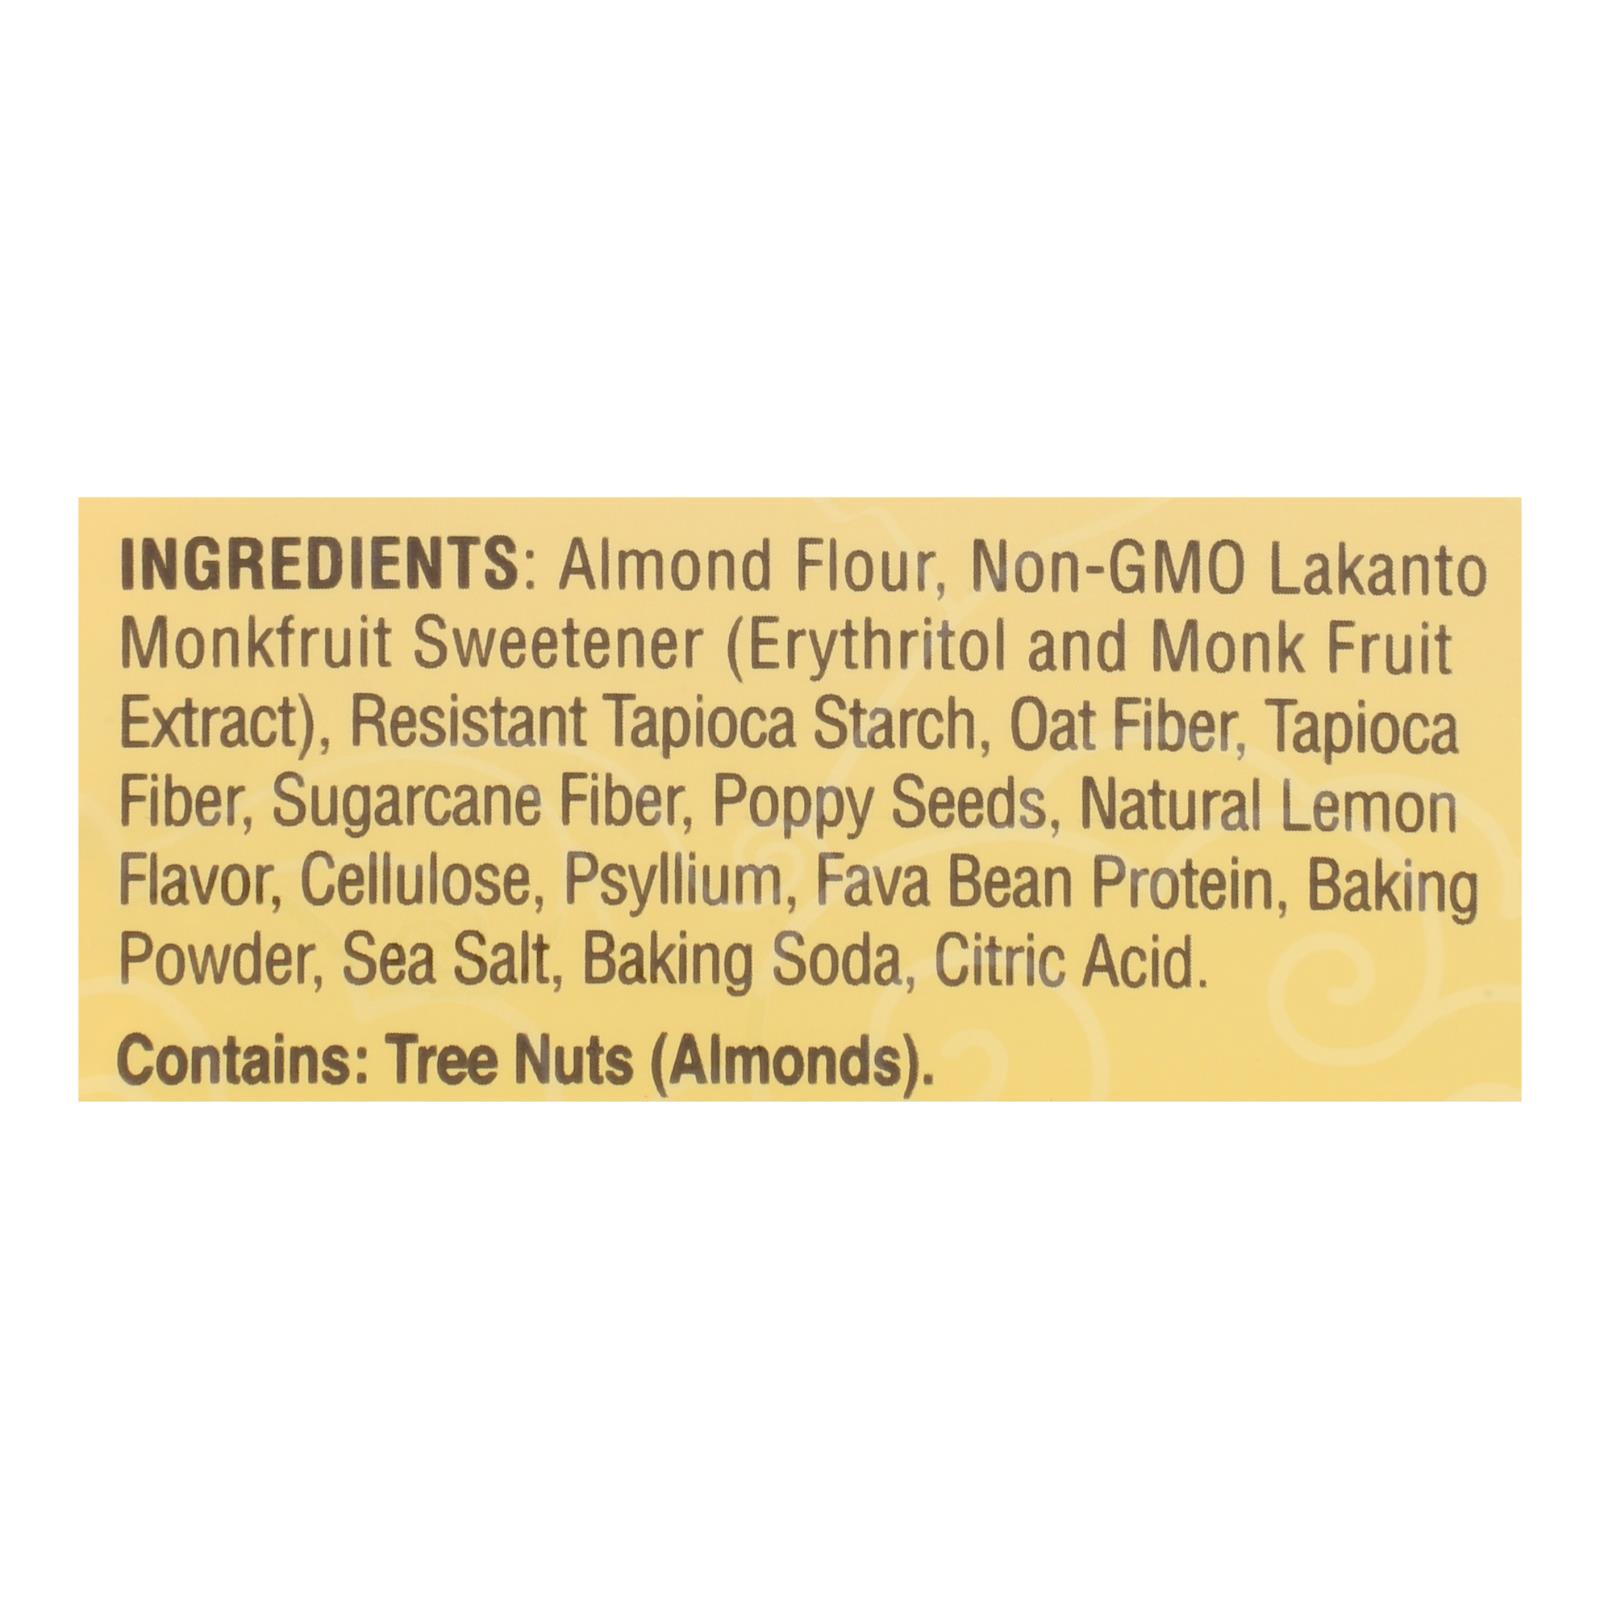 INGREDIENTS: Almond Flour, Non-GMO Lakanto
Monkfruit Sweetener (Erythritol and Monk Fruit
Extract), Resistant Tapioca Starch, Oat Fiber, Tapioca
Fiber, Sugarcane Fiber, Poppy Seeds, Natural Lemon
Flavor, Cellulose, Psyllium, Fava Bean Protein, Baking
Powder, Sea Salt, Baking Soda, Citric Acid.
Contains: Tree Nuts (Almonds).